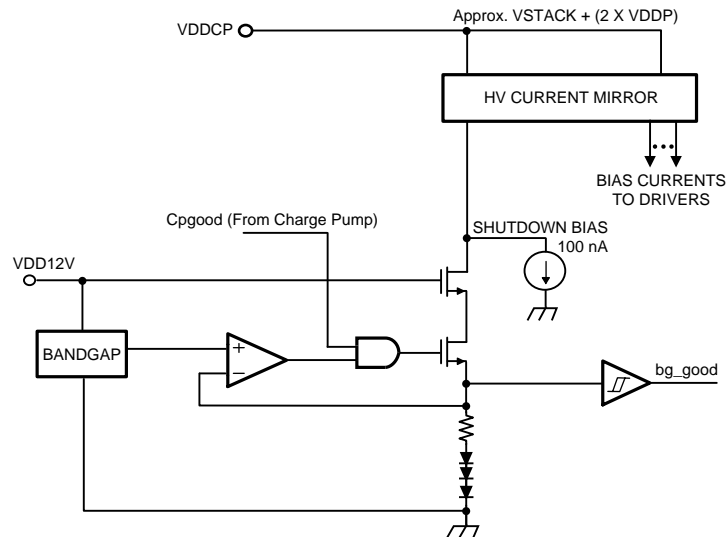 Approx. VSTACK + (2 X VDDP)
VDDCP
HV CURRENT MIRROR
BIAS CURRENTS
TO DRIVERS
Cpgood (From Charge Pump)
SHUTDOWN BIAS
100 nA
VDD12V
BANDGAP
+
−
bg_good